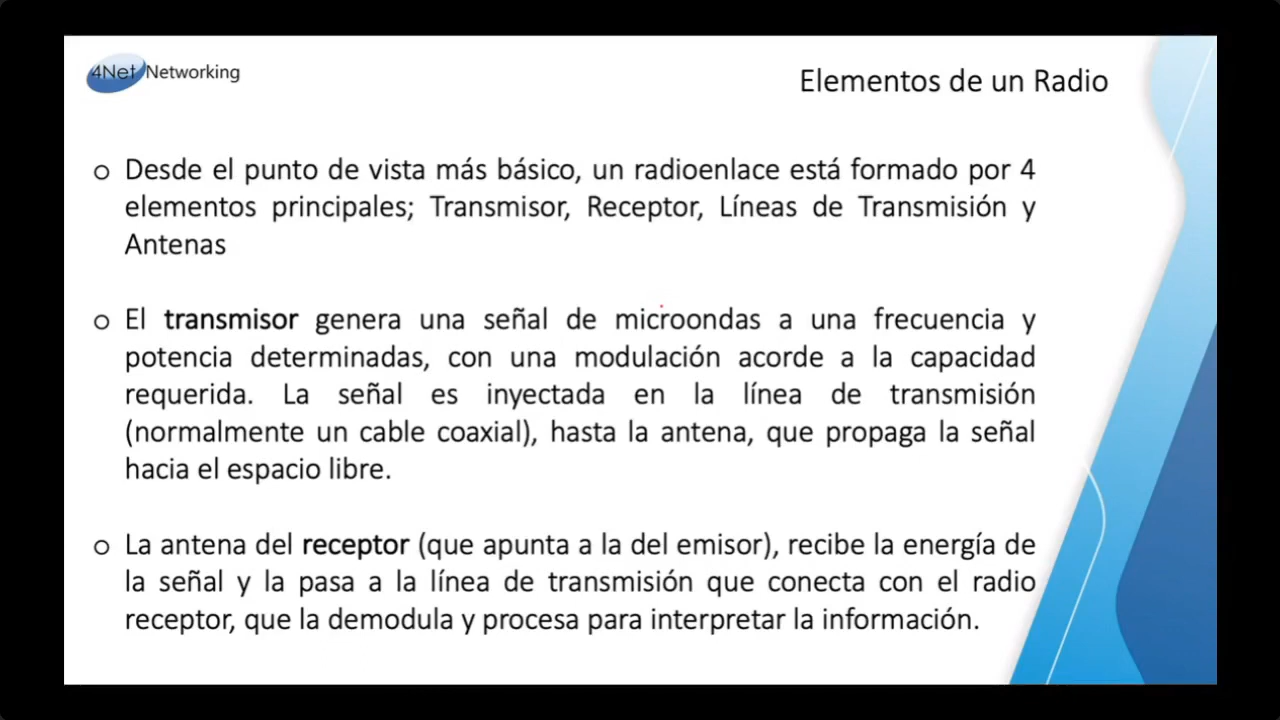 4Net Networking
Elementos de un Radio
o Desde el punto de vista más básico, un radioenlace está formado por 4
elementos principales; Transmisor, Receptor, Líneas de Transmisión y
Antenas
o El transmisor genera una señal de microondas a una frecuencia y
potencia determinadas, con una modulación acorde a la capacidad
requerida. La señal es inyectada en la línea de transmisión
(normalmente un cable coaxial), hasta la antena, que propaga la señal
hacia el espacio libre.
o La antena del receptor (que apunta a la del emisor), recibe la energía de
la señal y la pasa a la línea de transmisión que conecta con el radio
receptor, que la demodula y procesa para interpretar la información.